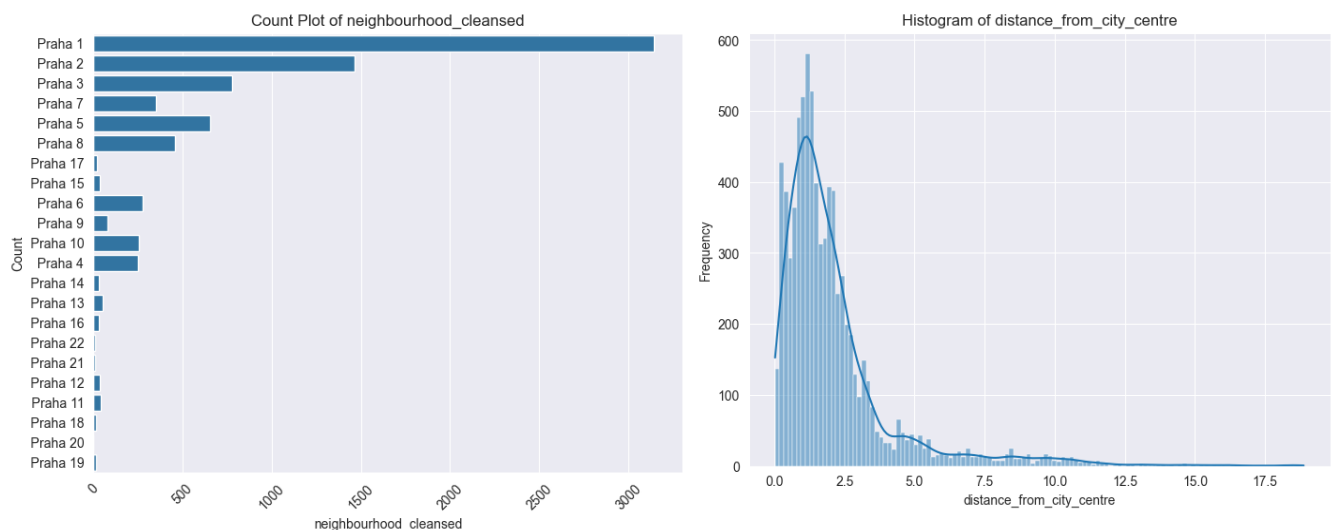 Count Plot of neighbourhood_cleansed
Praha 1
Praha 2
Praha 3
Praha 7
Praha 5
Praha 8
Praha 17
Praha 15
Praha 6
Praha 9
Praha 10
Praha 4
Praha 14
Praha 13
Praha 16
Praha 22
Praha 21
Praha 12
Praha 11
Praha 18
Praha 20
Praha 19
Count
0
500
1000
1500
2000
2500
3000
neighbourhood_cleansed
Histogram of distance_from_city_centre
600
500
400
300
200
100
0
Frequency
0.0
2.5
5.0
7.5
10.0
12.5
15.0
17.5
distance_from_city_centre